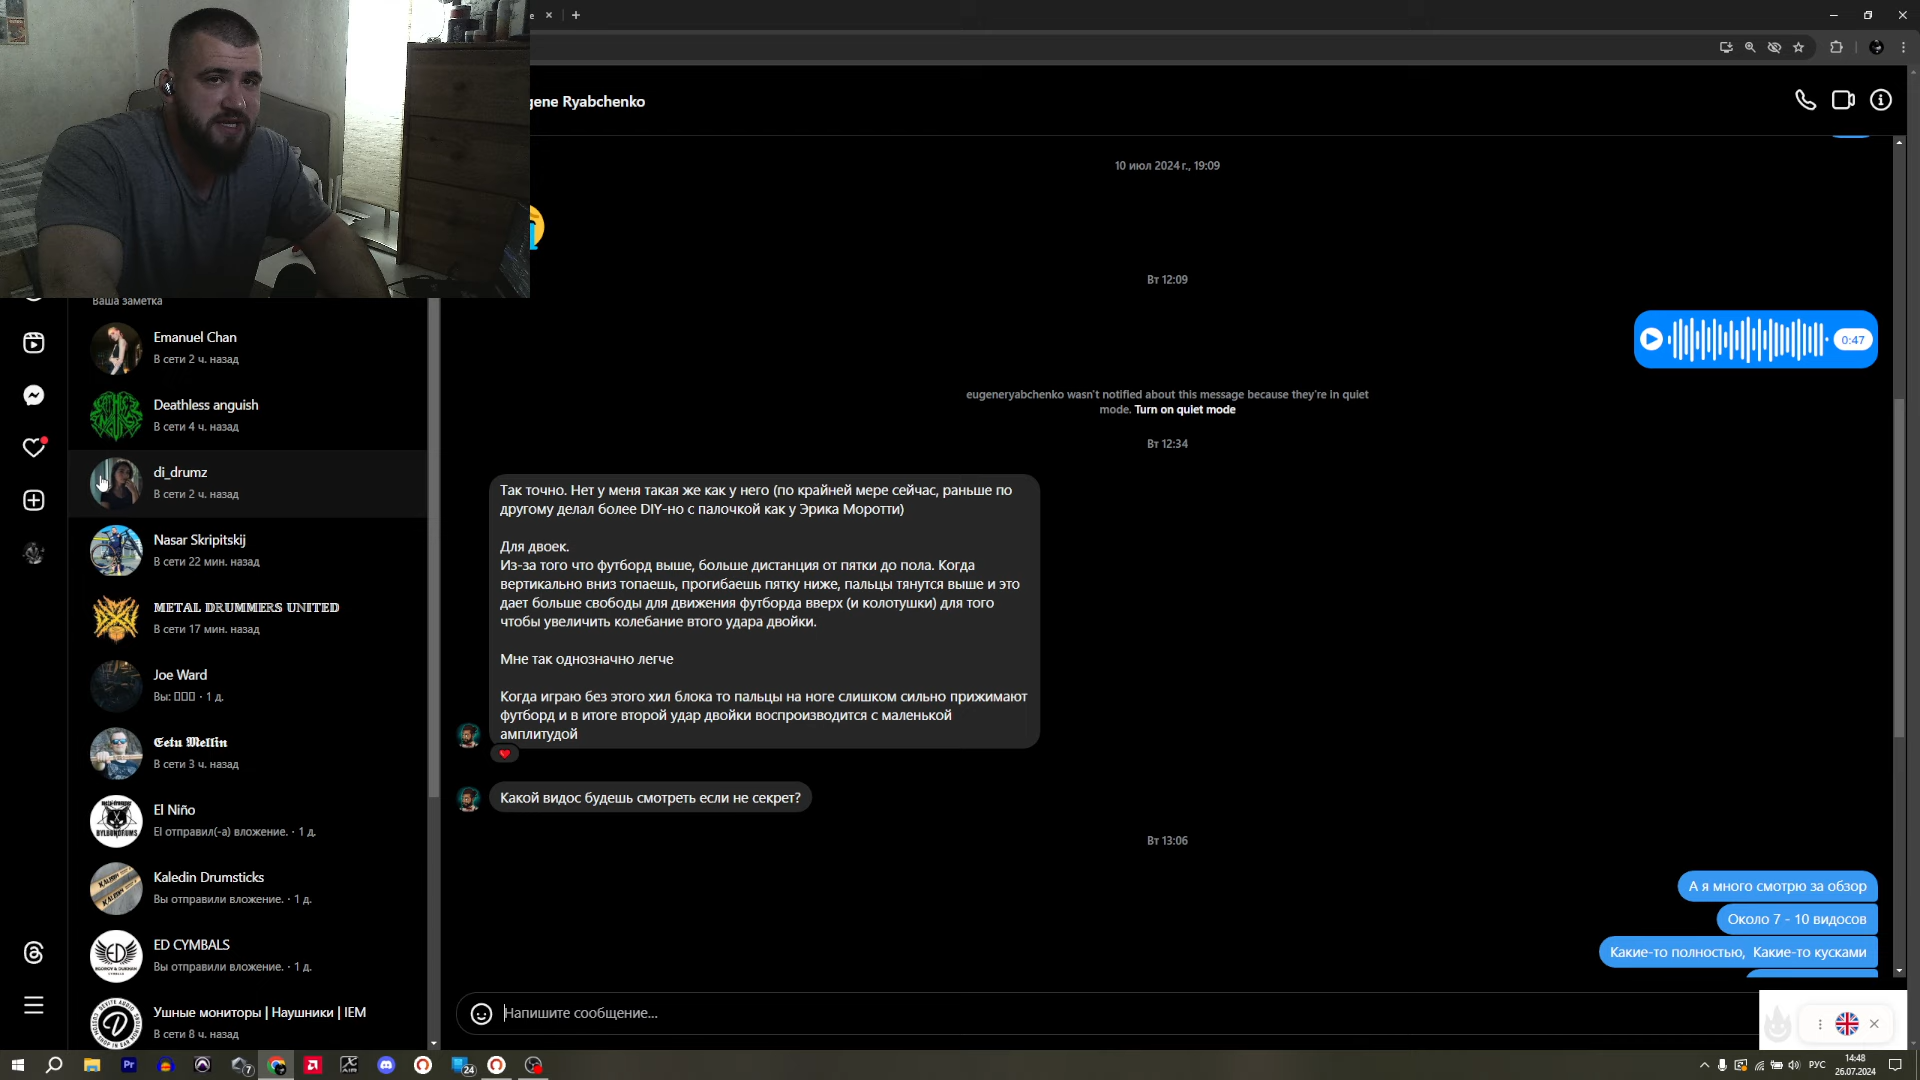 gene Ryabchenko
10 июл 2024 г., 19:09
Вт 12:09
0:47
eugeneryabchenko wasn't notified about this message because they're in quiet
mode. Turn on quiet mode
Вт 12:34
Так точно. Нет у меня такая же как у него (по крайней мере сейчас, раньше по
другому делал более DIY-но с палочкой как у Эрика Моротти)
Для двоек.
Из-за того что футборд выше, больше дистанция от пятки до пола. Когда
вертикально вниз топаешь, прогибаешь пятку ниже, пальцы тянутся выше и это
дает больше свободы для движения футборда вверх (и колотушки) для того
чтобы увеличить колебание втого удара двойки.
Мне так однозначно легче
Когда играю без этого хил блока то пальцы на ноге слишком сильно прижимают
футборд и в итоге второй удар двойки воспроизводится с маленькой
амплитудой
Какой видос будешь смотреть если не секрет?
Вт 13:06
А я много смотрю за обзор
Около 7 - 10 видосов
Какие-то полностью, Какие-то кусками
Напишите сообщение...
Ваша заметка
Emanuel Chan
В сети 2 ч. назад
Deathless anguish
В сети 4 ч. назад
di_drumz
В сети 2 ч. назад
Nasar Skripitskij
В сети 22 мин. назад
METAL DRUMMERS UNITED
В сети 17 мин. назад
Joe Ward
Вы: · 1 д.
Eetu Mellin
В сети 3 ч. назад
El Niño
El отправил(-а) вложение. · 1 д.
Kaledin Drumsticks
Вы отправили вложение. · 1 д.
ED CYMBALS
Вы отправили вложение. · 1 д.
Ушные мониторы | Наушники | IEM
В сети 8 ч. назад
Pr
7
24
РУС
14:48
26.07.2024